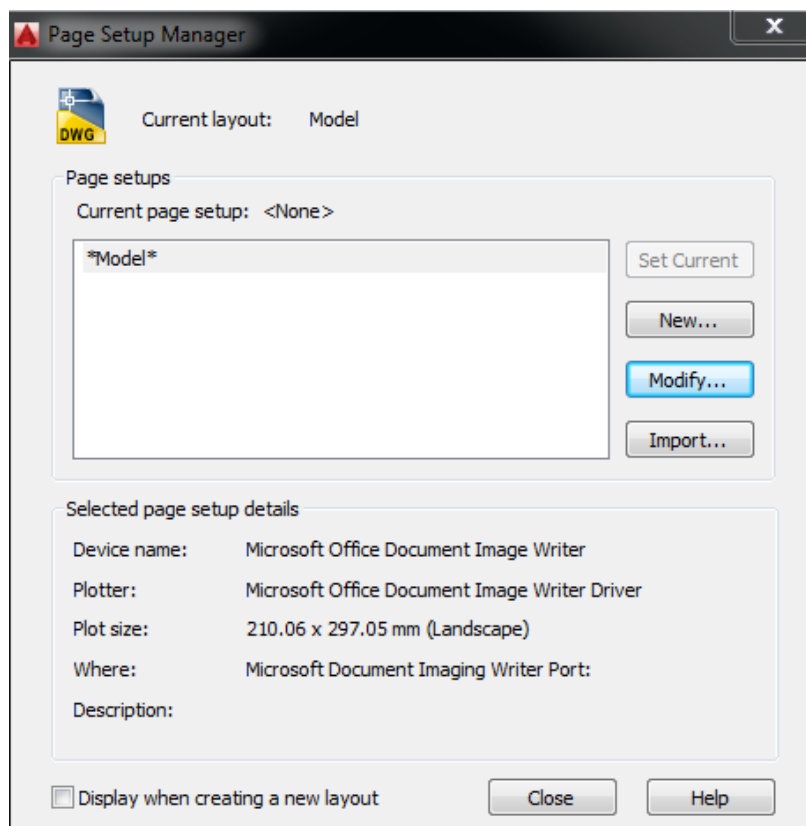 Page Setup Manager
DWG
Current layout: Model
Page setups
Current page setup: <None>
*Model*
Set Current
New...
Modify...
Import...
Selected page setup details
Device name: Microsoft Office Document Image Writer
Plotter: Microsoft Office Document Image Writer Driver
Plot size: 210.06 x 297.05 mm (Landscape)
Where: Microsoft Document Imaging Writer Port:
Description:
Display when creating a new layout
Close
Help